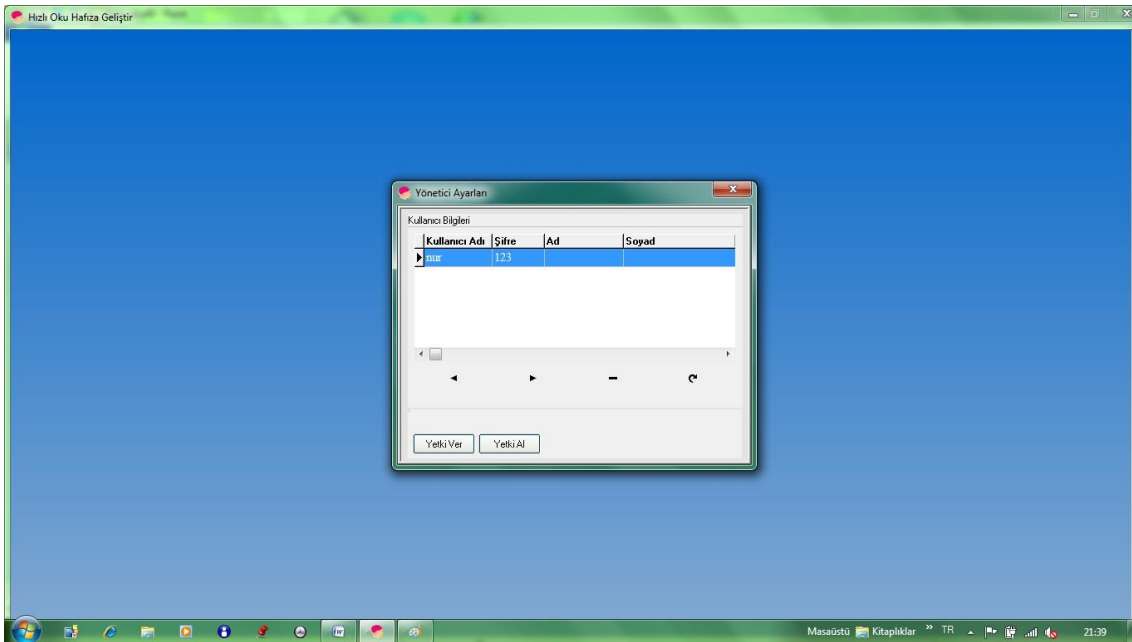 Hızlı Oku Hafıza Geliştir
Yönetici Ayarları
Kullanıcı Bilgileri
Kullanıcı Adı Şifre Ad Soyad
nur 123
Yetki Ver Yetki Al
Masaüstü Kitaplıklar » TR 21:39